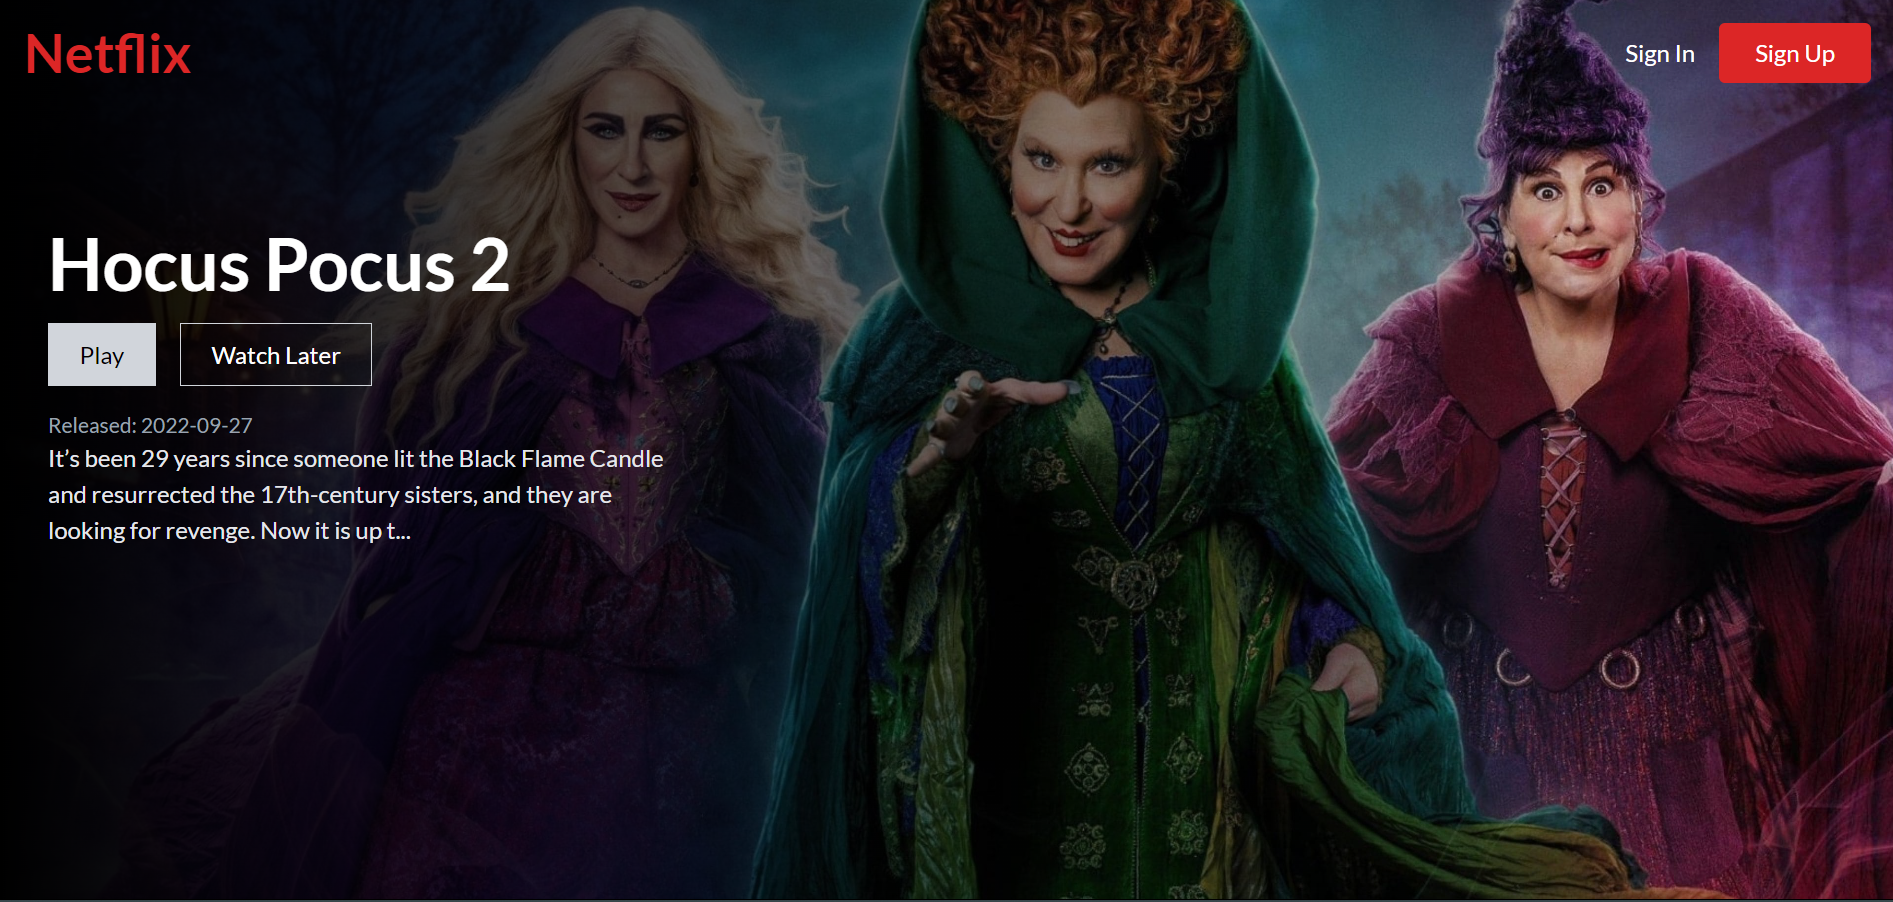 Netflix
Sign In
Sign Up
Hocus Pocus 2
Play
Watch Later
Released: 2022-09-27
It’s been 29 years since someone lit the Black Flame Candle
and resurrected the 17th-century sisters, and they are
looking for revenge. Now it is up t...